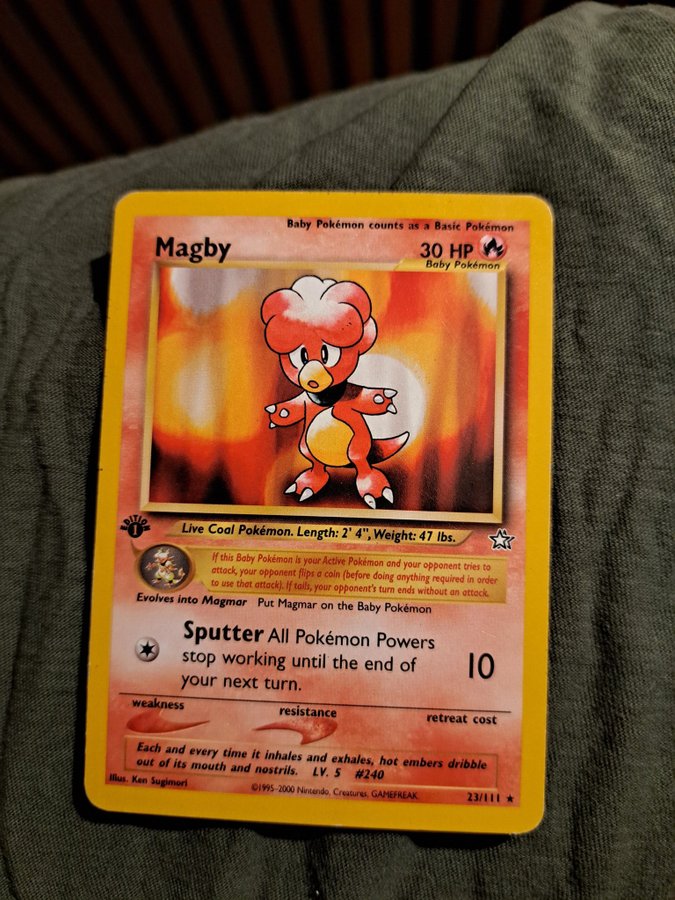 Baby Pokémon counts as a Basic Pokémon
Magby
30 HP
Baby Pokémon
EDITION
1
Live Coal Pokémon. Length: 2' 4", Weight: 47 lbs.
If this Baby Pokémon is your Active Pokémon and your opponent tries to
attack, your opponent flips a coin (before doing anything required in order
to use that attack). If tails, your opponent's turn ends without an attack.
Evolves into Magmar Put Magmar on the Baby Pokémon
Sputter All Pokémon Powers
stop working until the end of
your next turn.
10
weakness
resistance
retreat cost
Each and every time it inhales and exhales, hot embers dribble
out of its mouth and nostrils. LV. 5 #240
Illus. Ken Sugimori
©1995-2000 Nintendo, Creatures, GAMEFREAK
23/111 ★